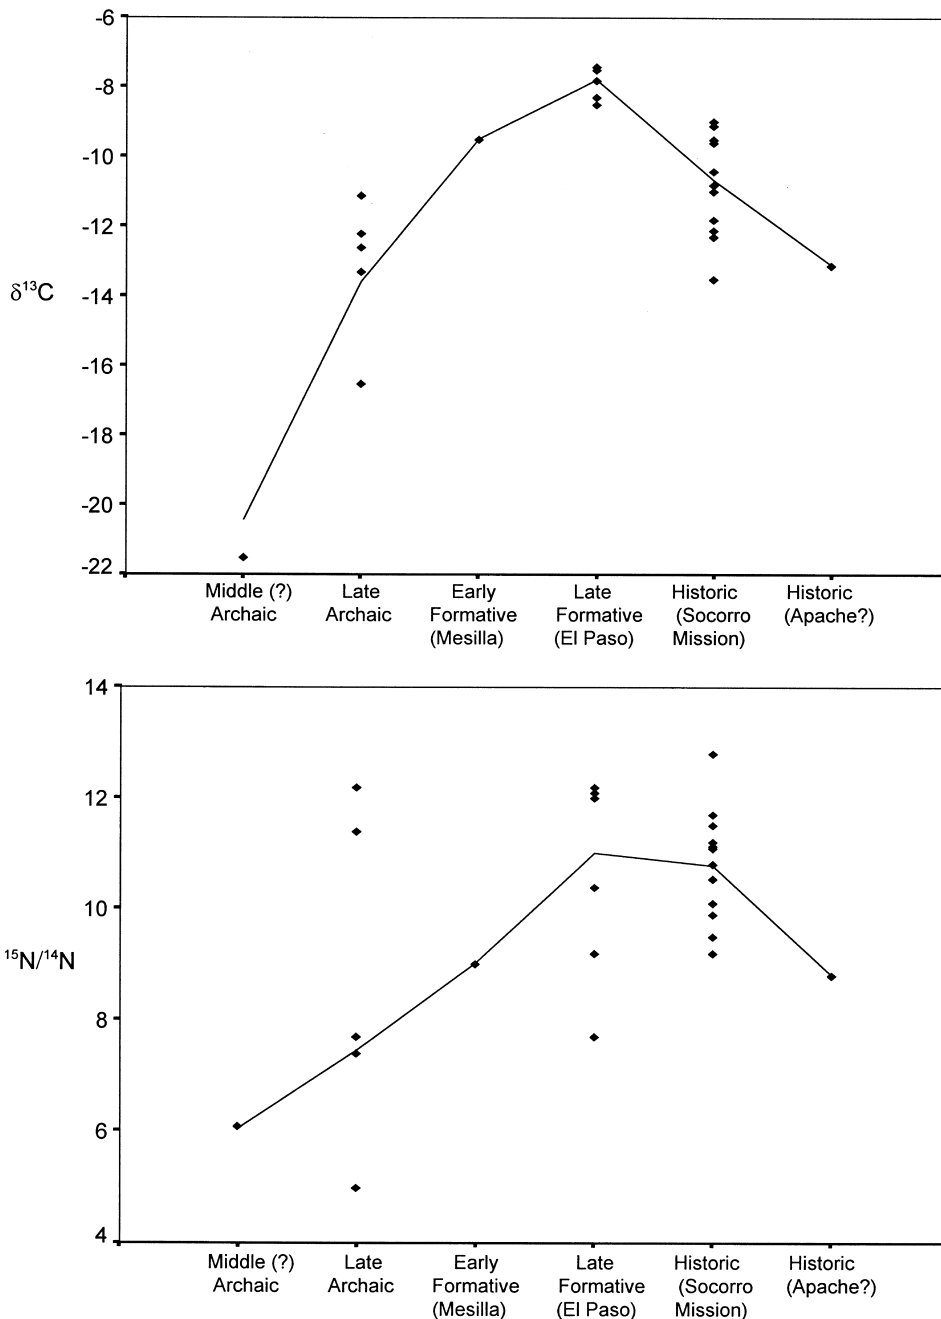 -6
-8
-10
-12
δ13C
-14
-16
-18
-20
-22
Middle (?) Late Early Late Historic Historic
Archaic Archaic Formative Formative (Socorro (Apache?)
(Mesilla) (El Paso) Mission)
14
12
10
15N/14N
8
6
4
Middle (?) Late Early Late Historic Historic
Archaic Archaic Formative Formative (Socorro (Apache?)
(Mesilla) (El Paso) Mission)